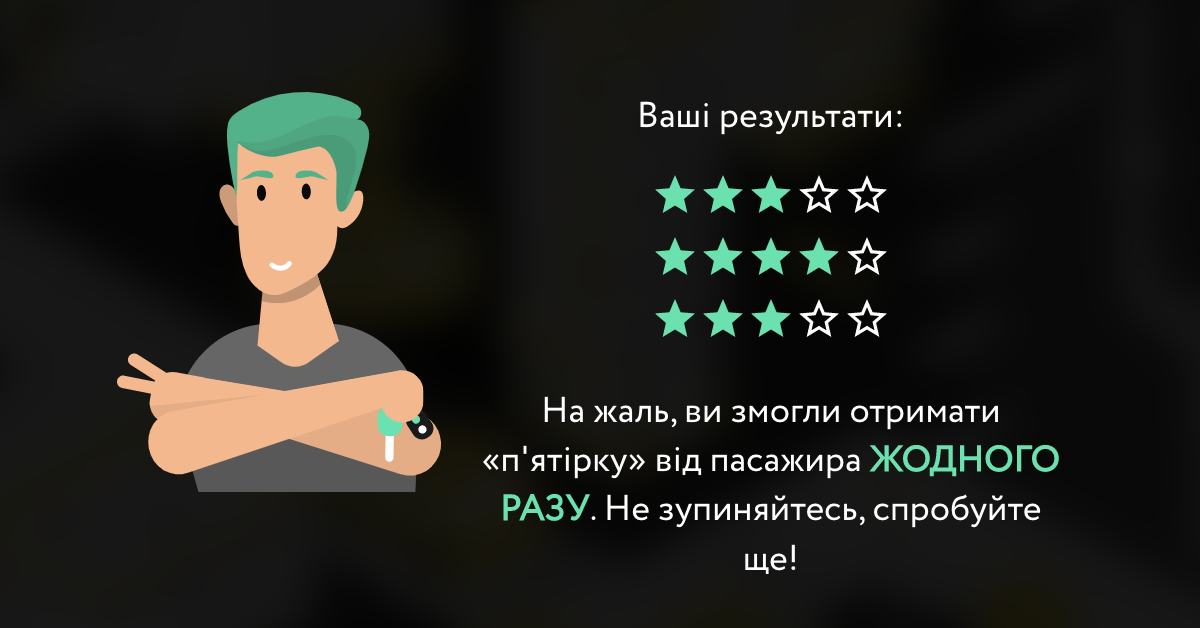 Ваші результати:
На жаль, ви змогли отримати
«п'ятірку» від пасажира ЖОДНОГО
РАЗУ. Не зупиняйтесь, спробуйте
ще!